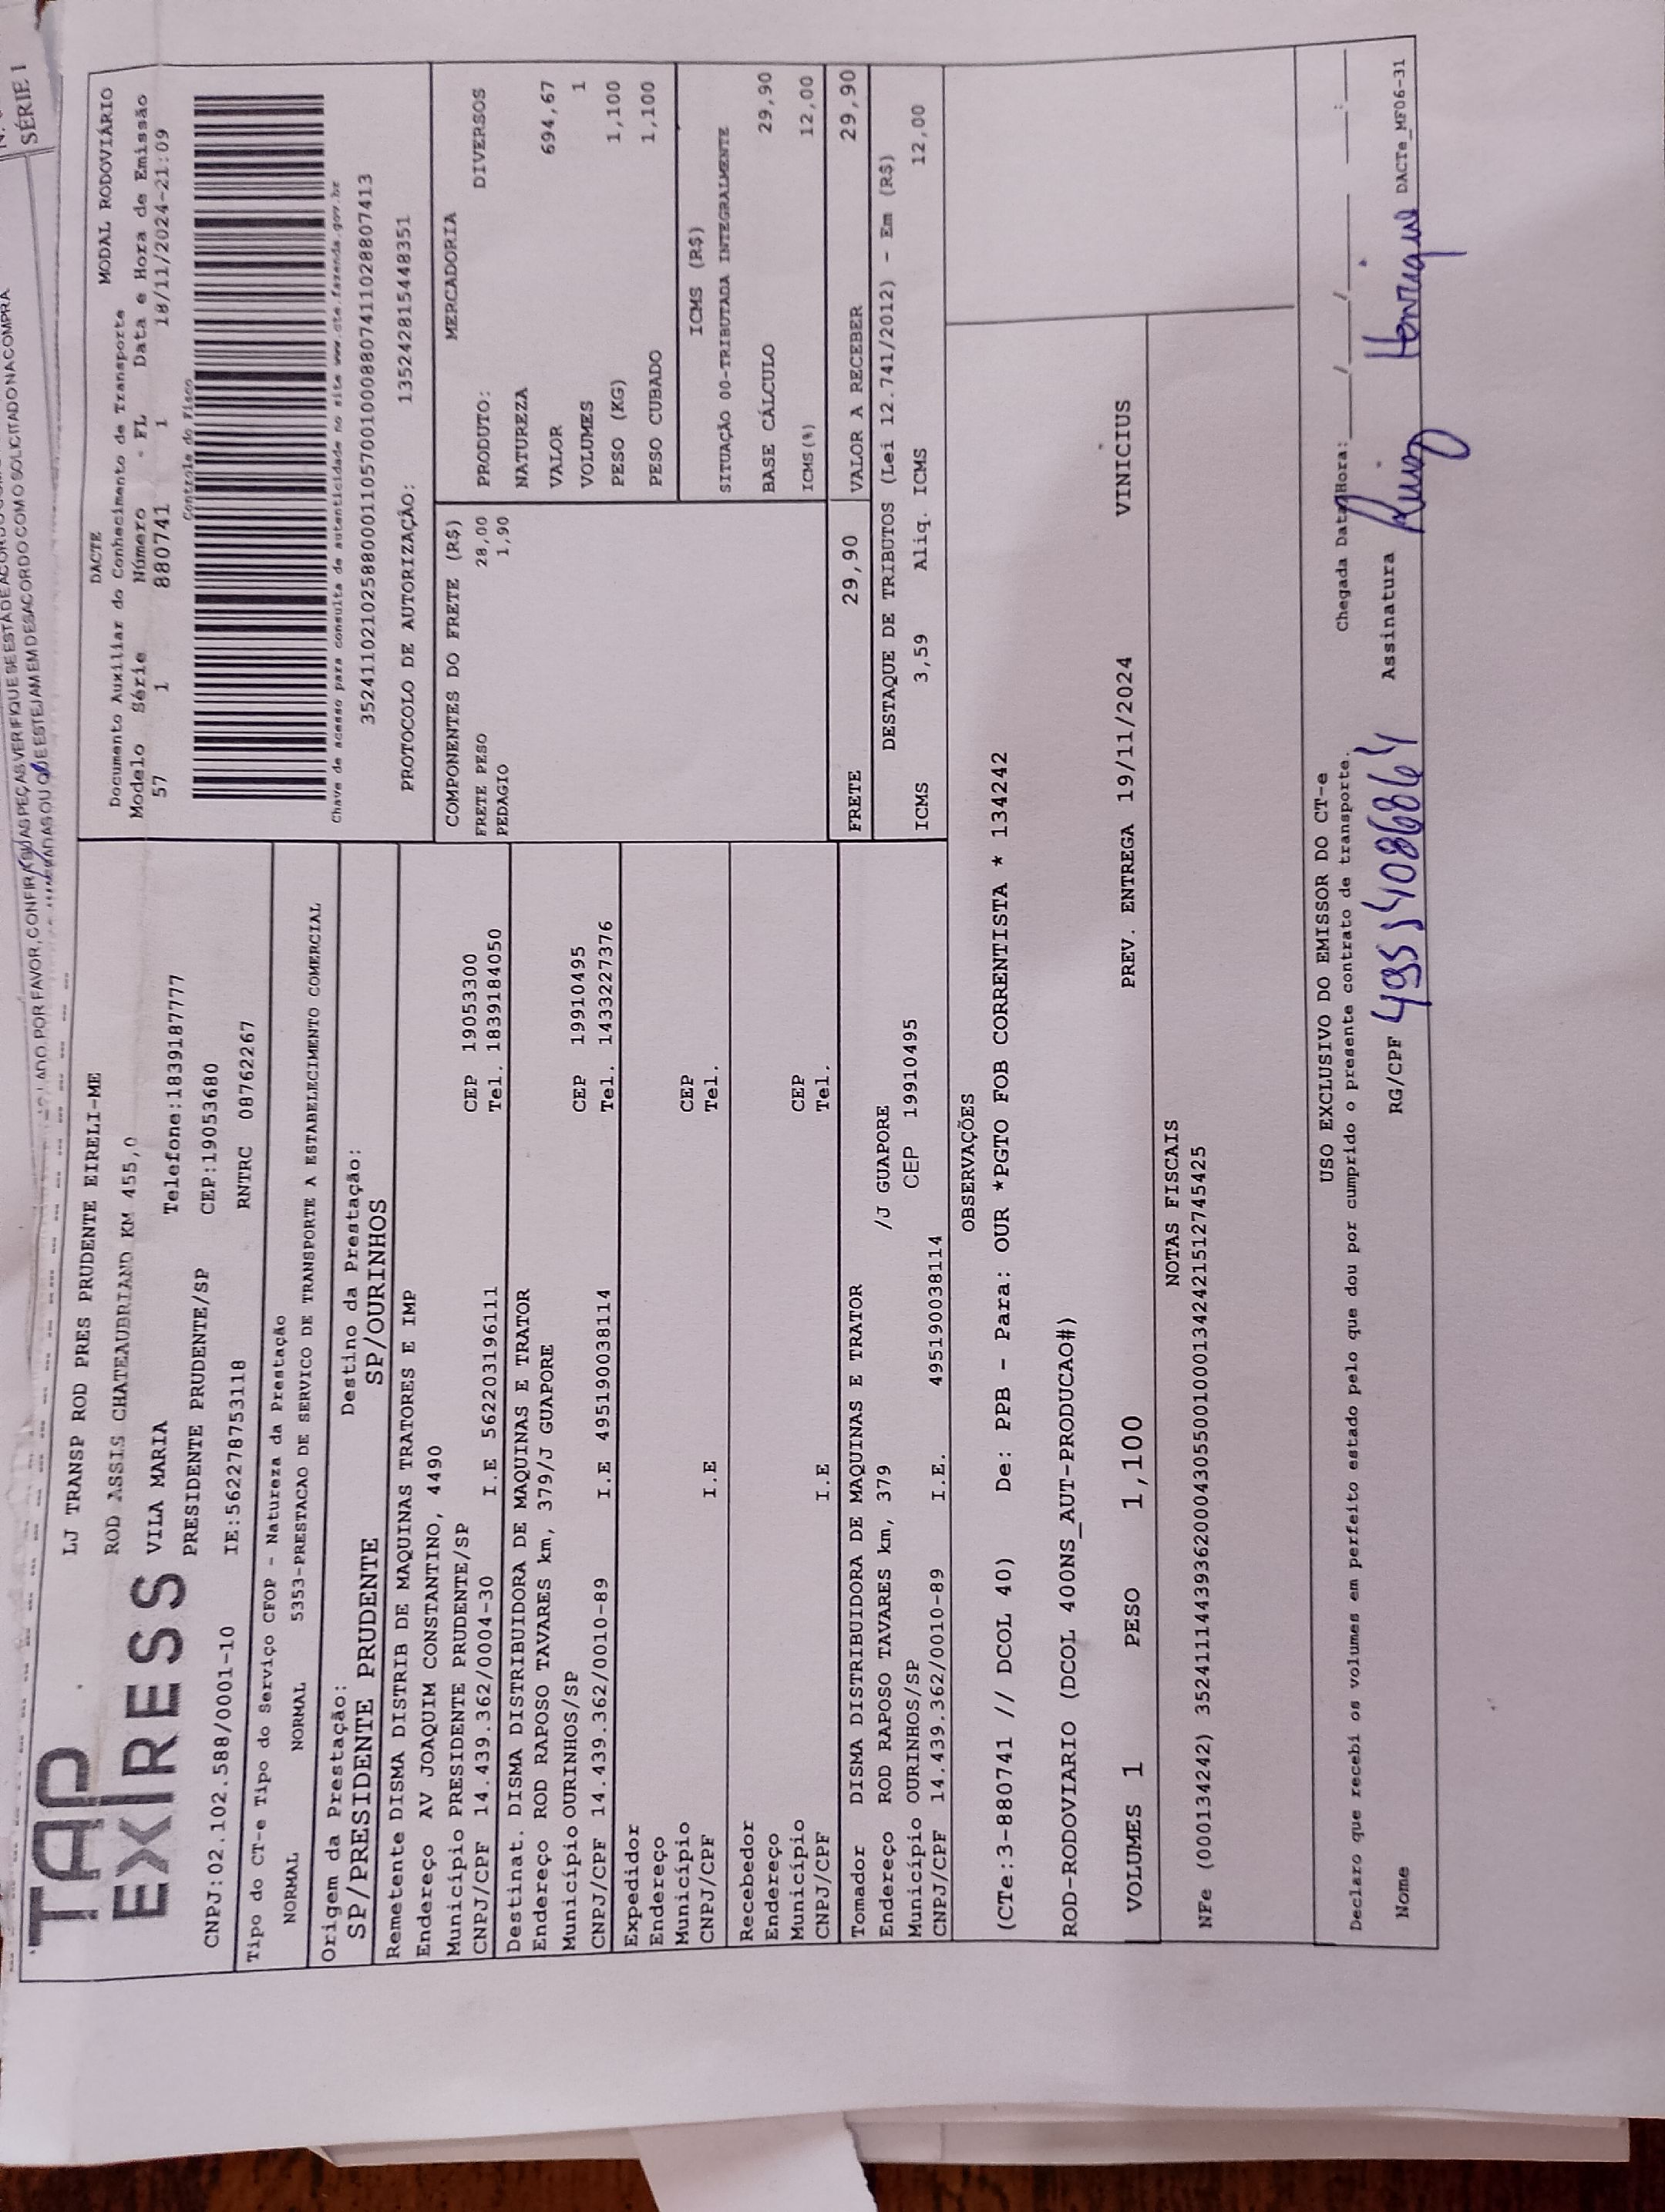 SÉRIE 1
TAP
EXPRESS
LJ TRANSP ROD PRES PRUDENTE EIRELI-ME
ROD ASSIS CHATEAUBRIAND KM 455,0
VILA MARIA Telefone:1839187777
PRESIDENTE PRUDENTE/SP CEP:19053680
CNPJ:02.102.588/0001-10 IE:562278753118 RNTRC 08762267
DACTE MODAL RODOVIÁRIO
Documento Auxiliar do Conhecimento de Transporte
Modelo Série Número - FL Data e Hora de Emissão
57 1 880741 1 18/11/2024-21:09
Controle do Fisco
Chave de acesso para consulta de autenticidade no site www.cte.fazenda.gov.br
35241102102588000110570010008807411028807413
PROTOCOLO DE AUTORIZAÇÃO: 135242815448351
Tipo do CT-e Tipo do Serviço CFOP - Natureza da Prestação
NORMAL NORMAL 5353-PRESTACAO DE SERVICO DE TRANSPORTE A ESTABELECIMENTO COMERCIAL
Origem da Prestação: Destino da Prestação:
SP/PRESIDENTE PRUDENTE SP/OURINHOS
Remetente DISMA DISTRIB DE MAQUINAS TRATORES E IMP
Endereço AV JOAQUIM CONSTANTINO, 4490
Município PRESIDENTE PRUDENTE/SP CEP 19053300
CNPJ/CPF 14.439.362/0004-30 I.E 562203196111 Tel. 1839184050
Destinat. DISMA DISTRIBUIDORA DE MAQUINAS E TRATOR
Endereço ROD RAPOSO TAVARES km, 379/J GUAPORE
Município OURINHOS/SP CEP 19910495
CNPJ/CPF 14.439.362/0010-89 I.E 495190038114 Tel. 1433227376
Expedidor
Endereço
Município CEP
CNPJ/CPF I.E Tel.
Recebedor
Endereço
Município CEP
CNPJ/CPF I.E Tel.
Tomador DISMA DISTRIBUIDORA DE MAQUINAS E TRATOR
Endereço ROD RAPOSO TAVARES km, 379 /J GUAPORE
Município OURINHOS/SP CEP 19910495
CNPJ/CPF 14.439.362/0010-89 I.E. 495190038114
COMPONENTES DO FRETE (R$)
FRETE PESO 28,00
PEDAGIO 1,90
MERCADORIA
PRODUTO: DIVERSOS
NATUREZA
VALOR 694,67
VOLUMES 1
PESO (KG) 1,100
PESO CUBADO 1,100
ICMS (R$)
SITUAÇÃO 00-TRIBUTADA INTEGRALMENTE
BASE CÁLCULO 29,90
ICMS(%) 12,00
FRETE 29,90 VALOR A RECEBER 29,90
DESTAQUE DE TRIBUTOS (Lei 12.741/2012) - Em (R$)
ICMS 3,59 Aliq. ICMS 12,00
OBSERVAÇÕES
(CTe:3-880741 // DCOL 40) De: PPB - Para: OUR *PGTO FOB CORRENTISTA * 134242
ROD-RODOVIARIO (DCOL 400NS_AUT-PRODUCAO#)
VOLUMES 1 PESO 1,100 PREV. ENTREGA 19/11/2024 VINICIUS
NOTAS FISCAIS
NFe (000134242) 35241114439362000430550010001342421512745425
USO EXCLUSIVO DO EMISSOR DO CT-e
Declaro que recebi os volumes em perfeito estado pelo que dou por cumprido o presente contrato de transporte. Chegada Data/Hora: ____/____/____ ____:____
Nome RG/CPF Assinatura Henrique DACTe_MF06-31